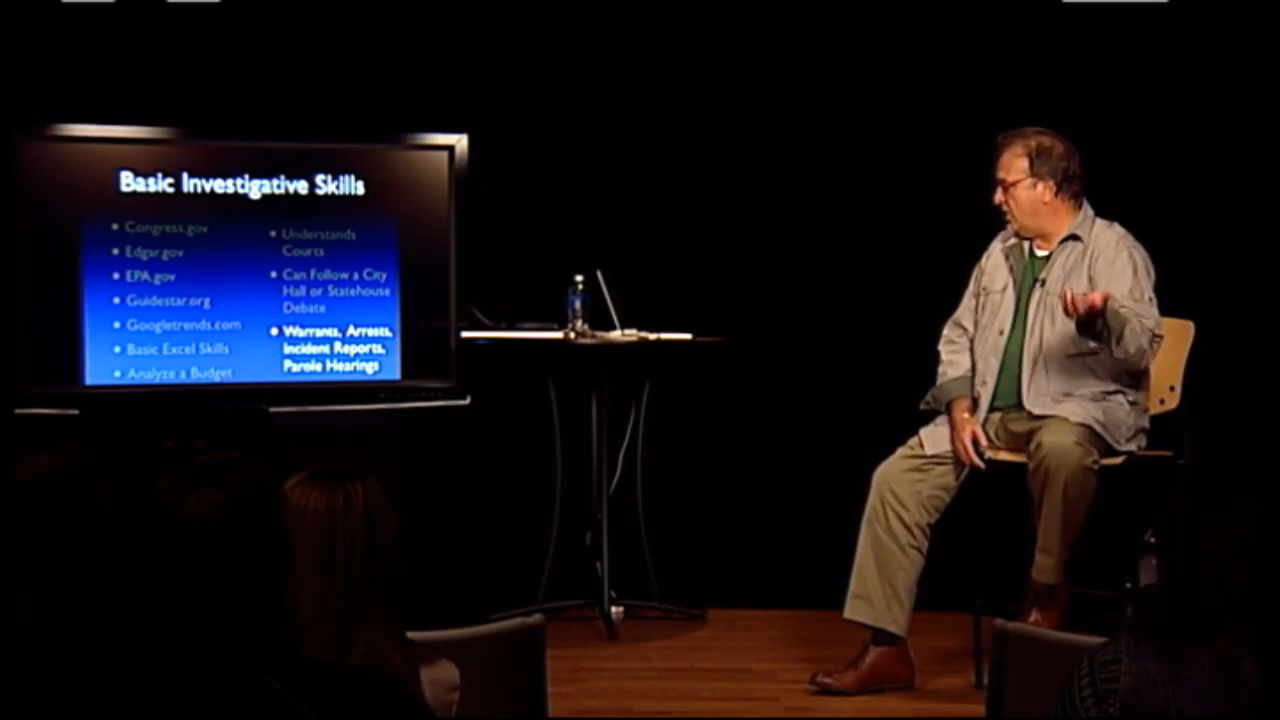 Basic Investigative Skills
Congress.gov
Edgar.gov
EPA.gov
Guidestar.org
Googletrends.com
Basic Excel Skills
Analyze a Budget
Understands
Courts
Can Follow a City
Hall or Statehouse
Debate
Warrants, Arrests,
Incident Reports,
Parole Hearings